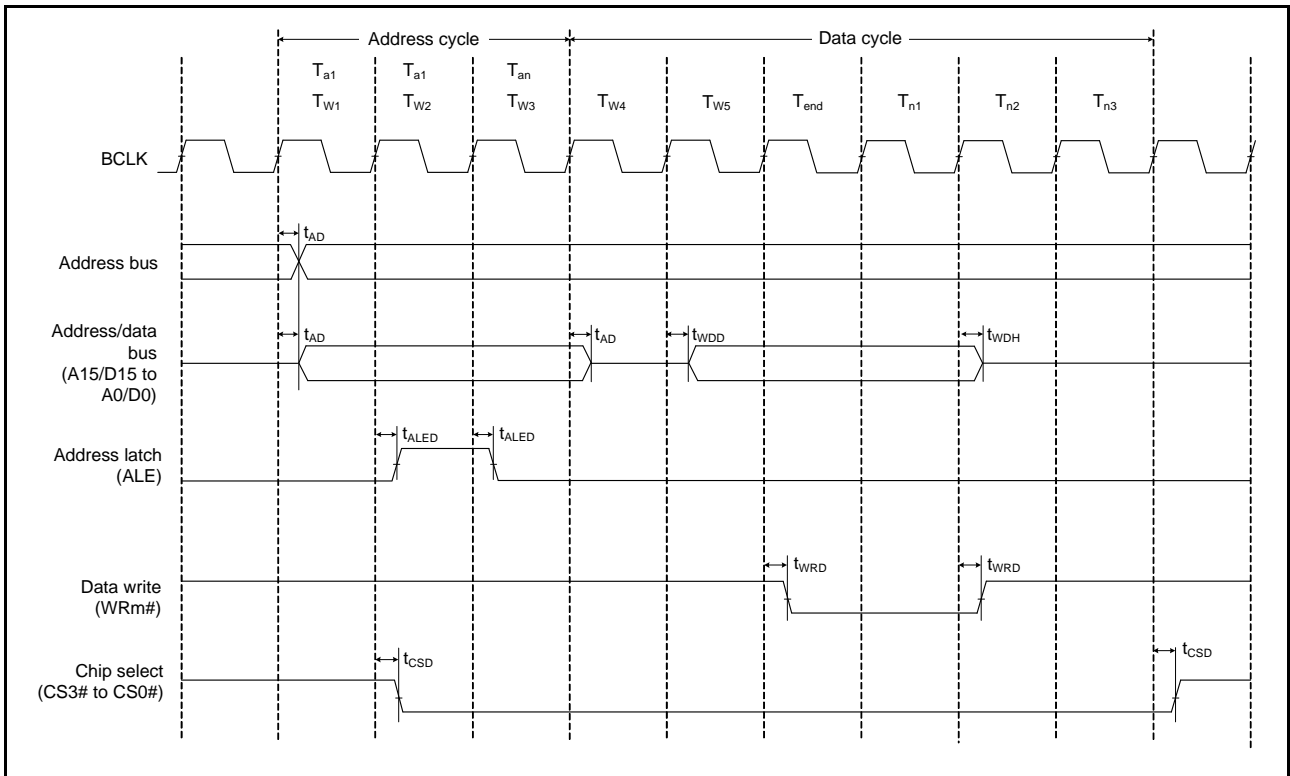 Address cycle
Data cycle
Ta1
Ta1
Tan
TW1
TW2
TW3
TW4
TW5
Tend
Tn1
Tn2
Tn3
BCLK
tAD
Address bus
Address/data
bus
(A15/D15 to
A0/D0)
tAD
tAD
tWDD
tWDH
Address latch
(ALE)
tALED
tALED
Data write
(WRm#)
tWRD
tWRD
Chip select
(CS3# to CS0#)
tCSD
tCSD